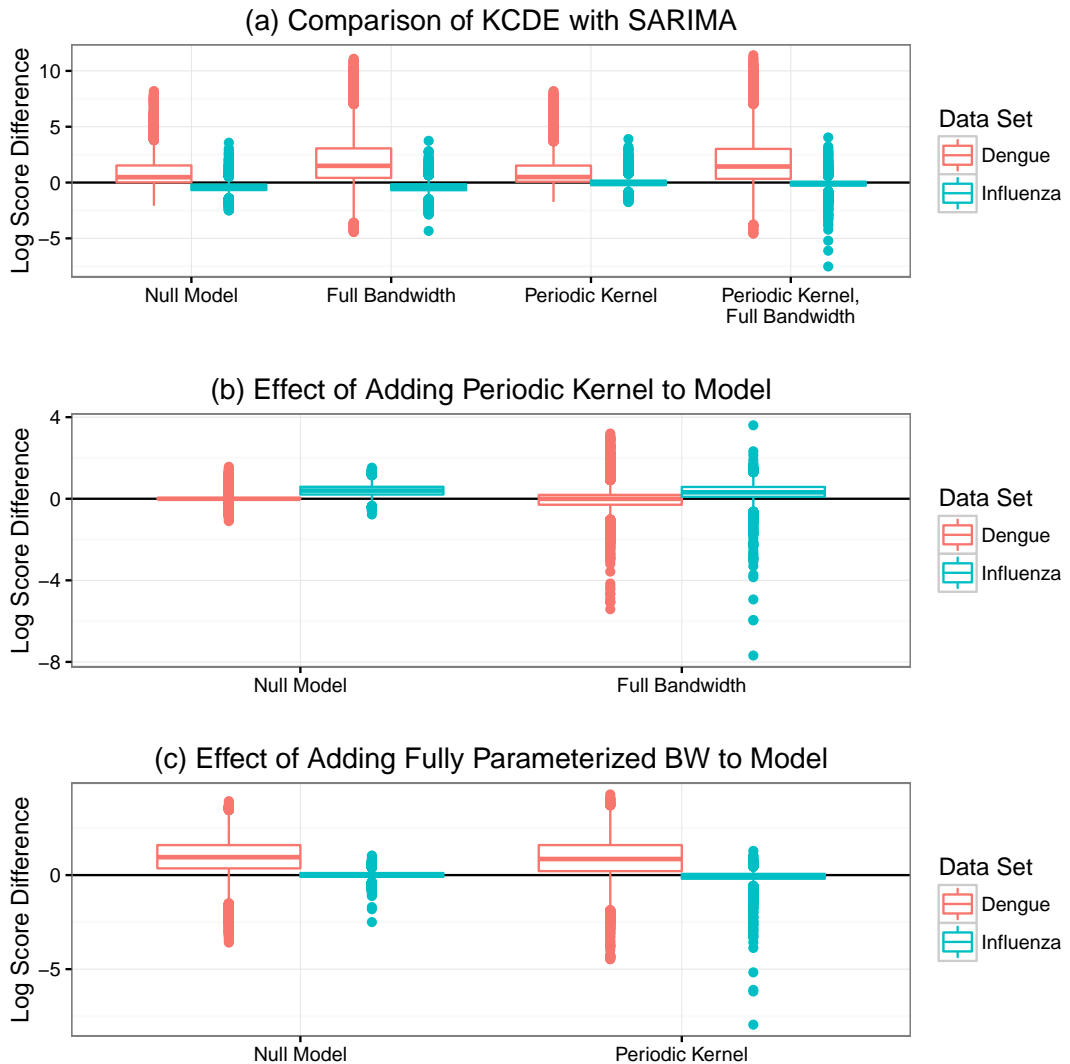 (a) Comparison of KCDE with SARIMA
Log Score Difference
10
5
0
−5
Null Model
Full Bandwidth
Periodic Kernel
Periodic Kernel,
Full Bandwidth
Data Set
Dengue
Influenza
(b) Effect of Adding Periodic Kernel to Model
Log Score Difference
4
0
−4
−8
Null Model
Full Bandwidth
Data Set
Dengue
Influenza
(c) Effect of Adding Fully Parameterized BW to Model
Log Score Difference
0
−5
Null Model
Periodic Kernel
Data Set
Dengue
Influenza